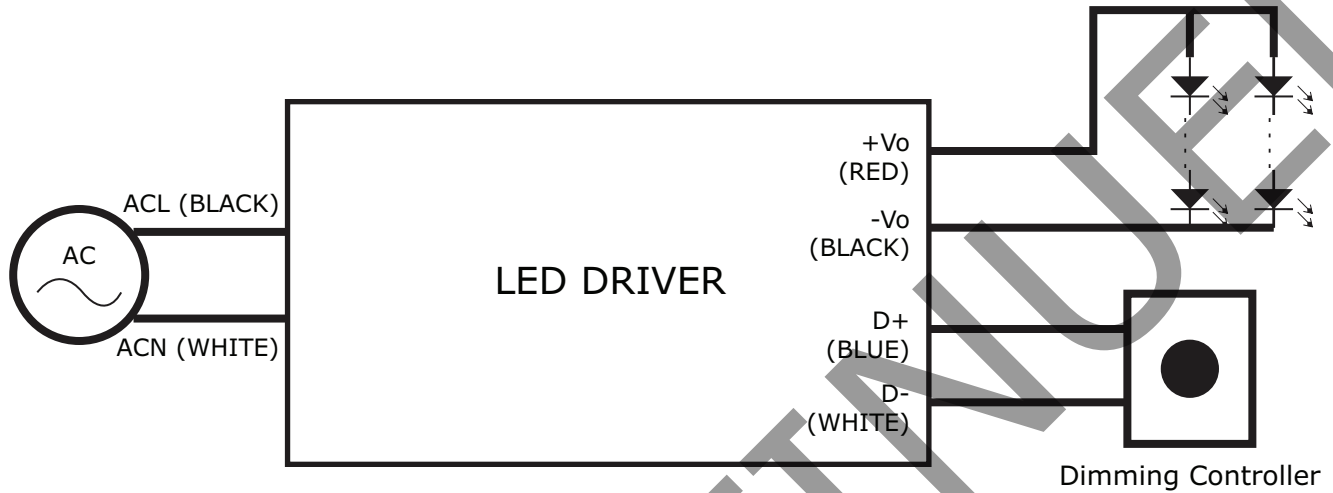 +Vo
(RED)
ACL (BLACK)
-Vo
(BLACK)
AC
LED DRIVER
D+
(BLUE)
ACN (WHITE)
D-
(WHITE)
Dimming Controller